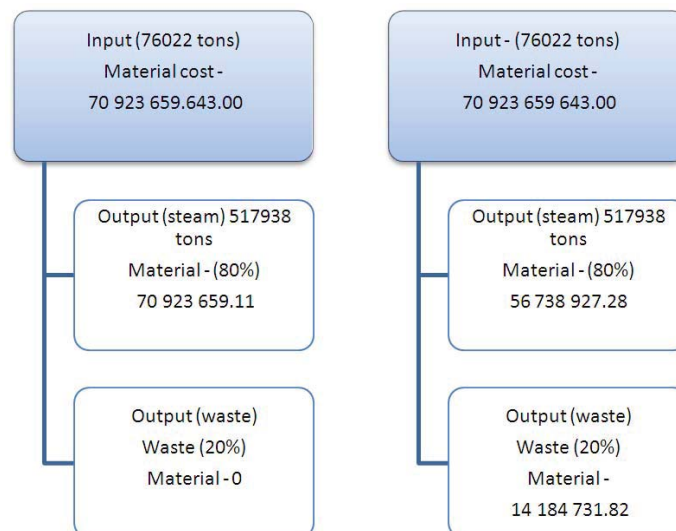 Input (76022 tons)
Material cost -
70 923 659.643.00
Output (steam) 517938
tons
Material - (80%)
70 923 659.11
Output (waste)
Waste (20%)
Material - 0
Input - (76022 tons)
Material cost -
70 923 659 643.00
Output (steam) 517938
tons
Material - (80%)
56 738 927.28
Output (waste)
Waste (20%)
Material -
14 184 731.82